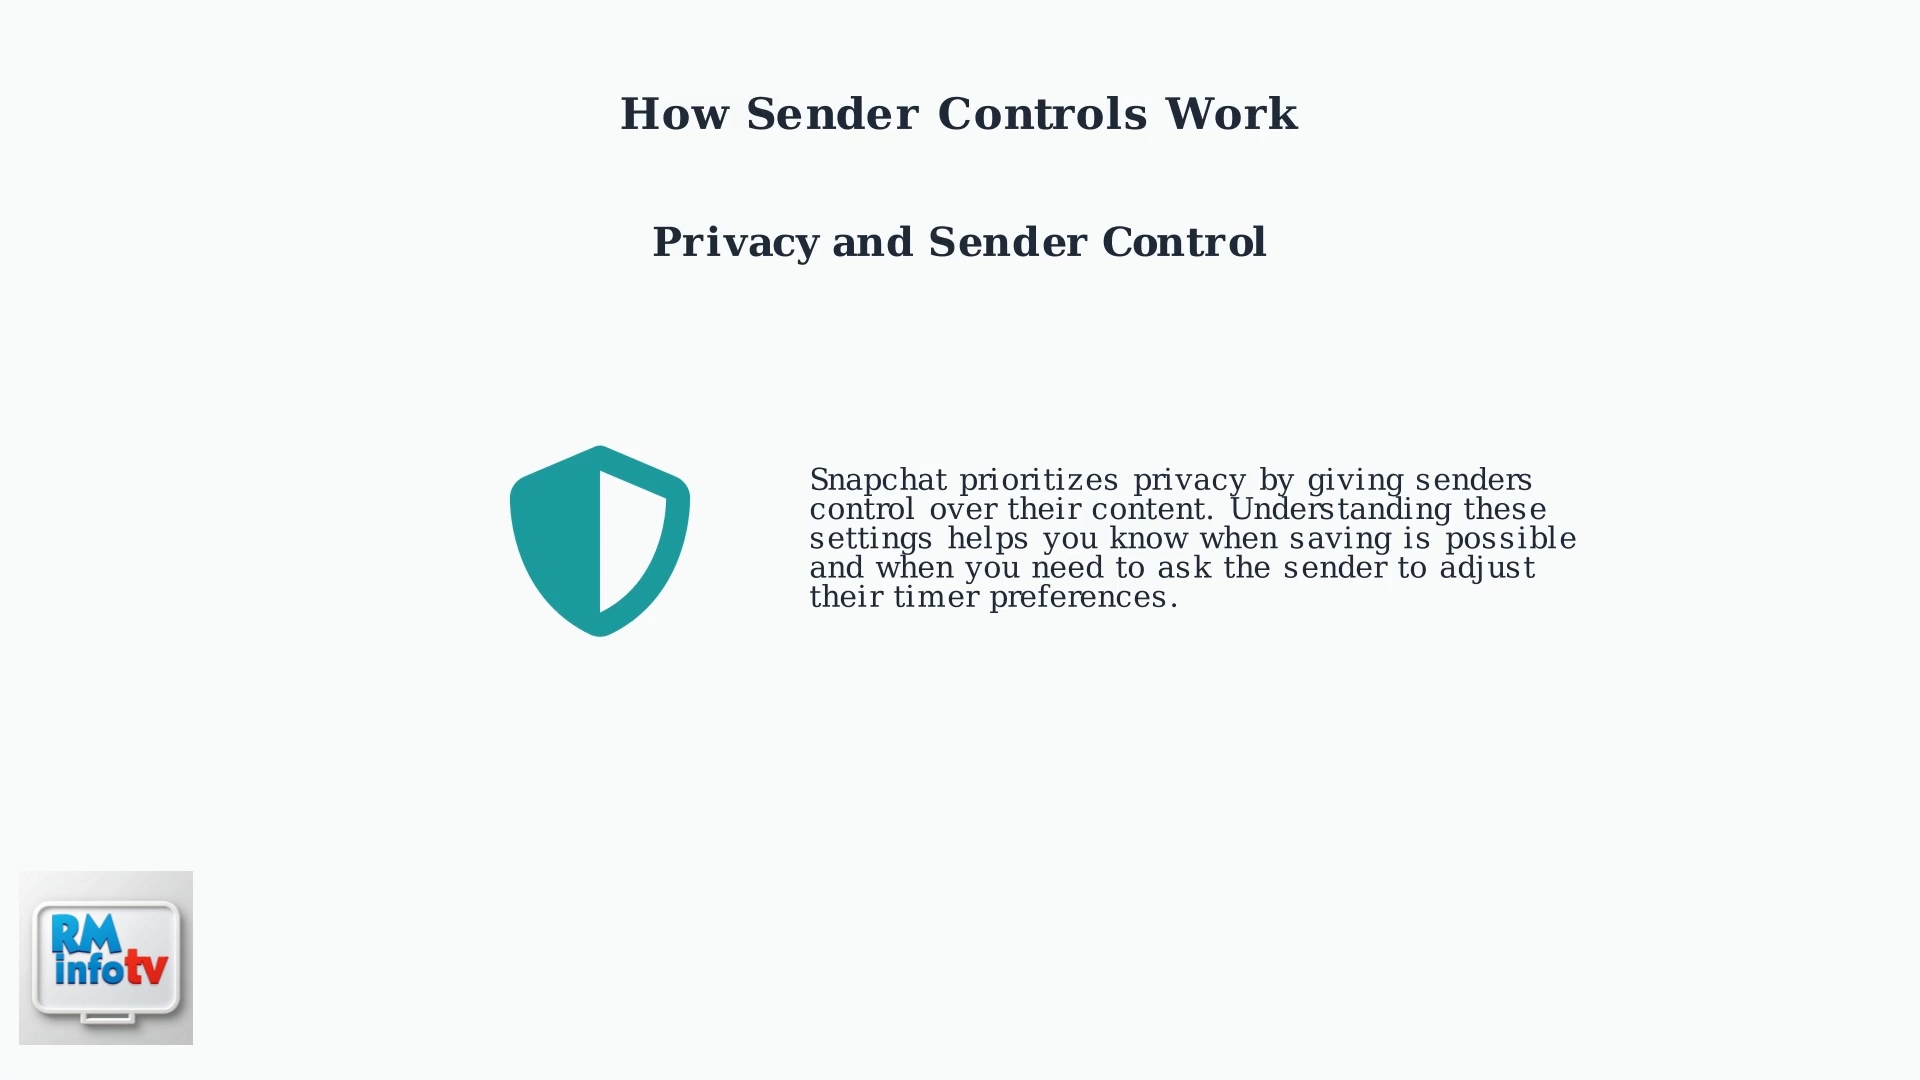 How Sender Controls Work
Privacy and Sender Control
Snapchat prioritizes privacy by giving senders
control over their content. Understanding these
settings helps you know when saving is possible
and when you need to ask the sender to adjust
their timer preferences.
RM
infotv